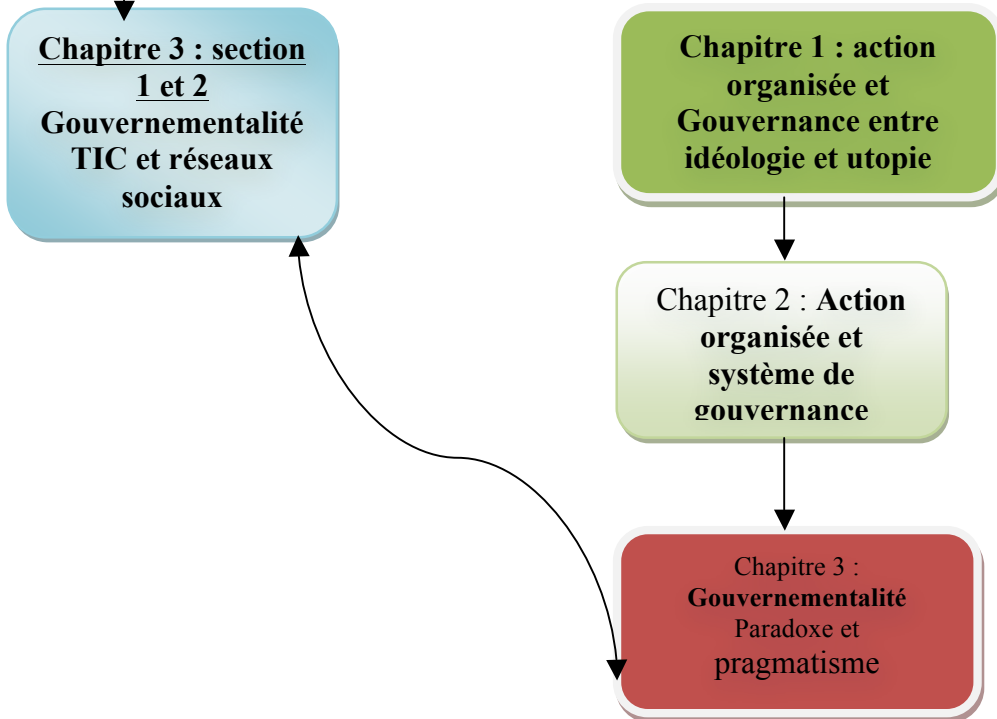 Chapitre 3 : section
1 et 2
Gouvernementalité
TIC et réseaux
sociaux
Chapitre 1 : action
organisée et
Gouvernance entre
idéologie et utopie
Chapitre 2 : Action
organisée et
système de
gouvernance
Chapitre 3 :
Gouvernementalité
Paradoxe et
pragmatisme